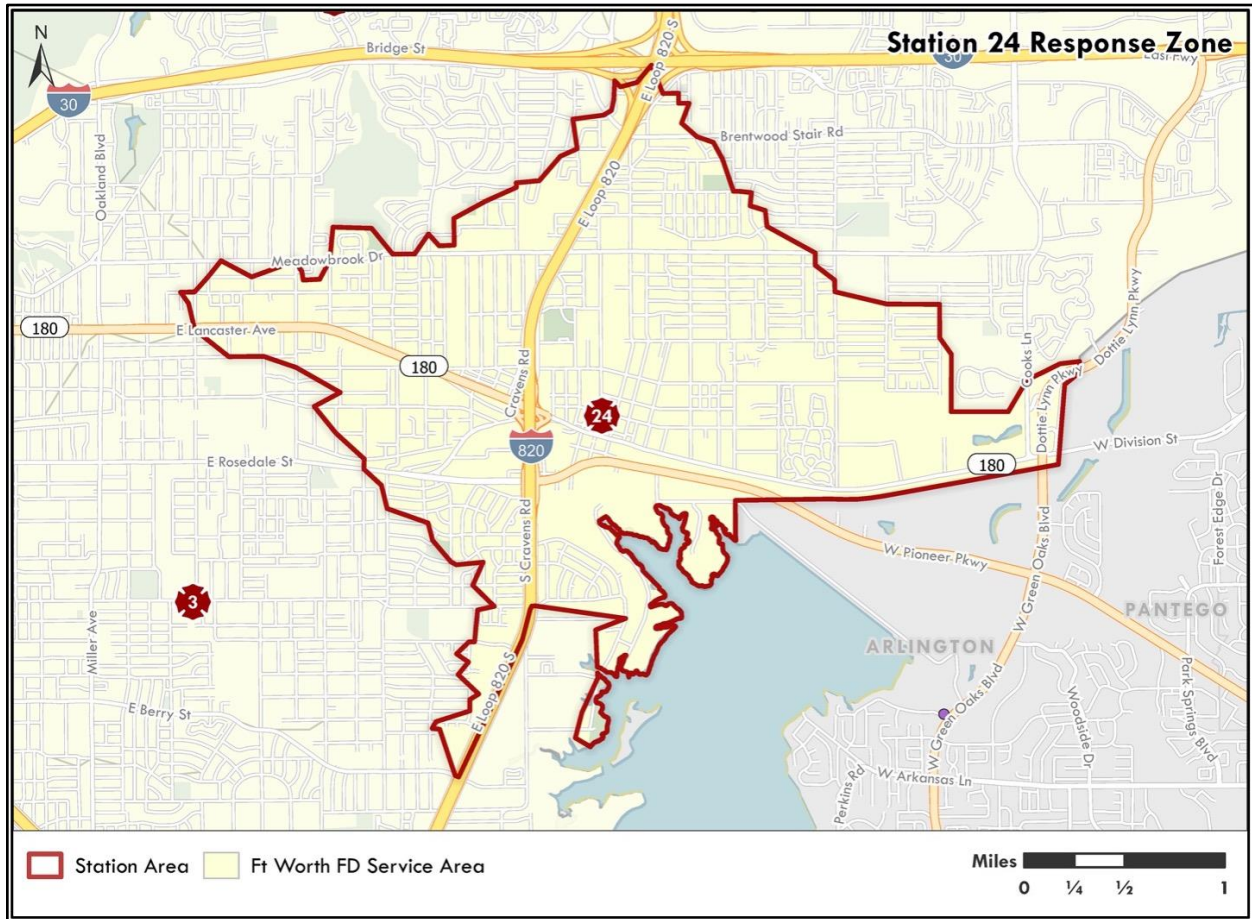 Station 24 Response Zone
N
Bridge St
E Loop 820 S
30
East Fwy
30
Oakland Blvd
Brentwood Stair Rd
E Loop 820
Meadowbrook Dr
Dottie Lynn Pkwy
180
E Lancaster Ave
Cooks Ln
Dottie Lynn Pkwy
180
Cravens Rd
24
Dottie Lynn Pkwy
820
W Division St
180
E Rosedale St
Forest Edge Dr
S Cravens Rd
W Pioneer Pkwy
W Green Oaks Blvd
3
PANTEGO
Miller Ave
ARLINGTON
E Loop 820 S
E Berry St
Park Springs Blvd
Woodside Dr
W Green Oaks Blvd
W Arkansas Ln
Perkins Rd
Station Area
Ft Worth FD Service Area
Miles
0 ¼ ½ 1